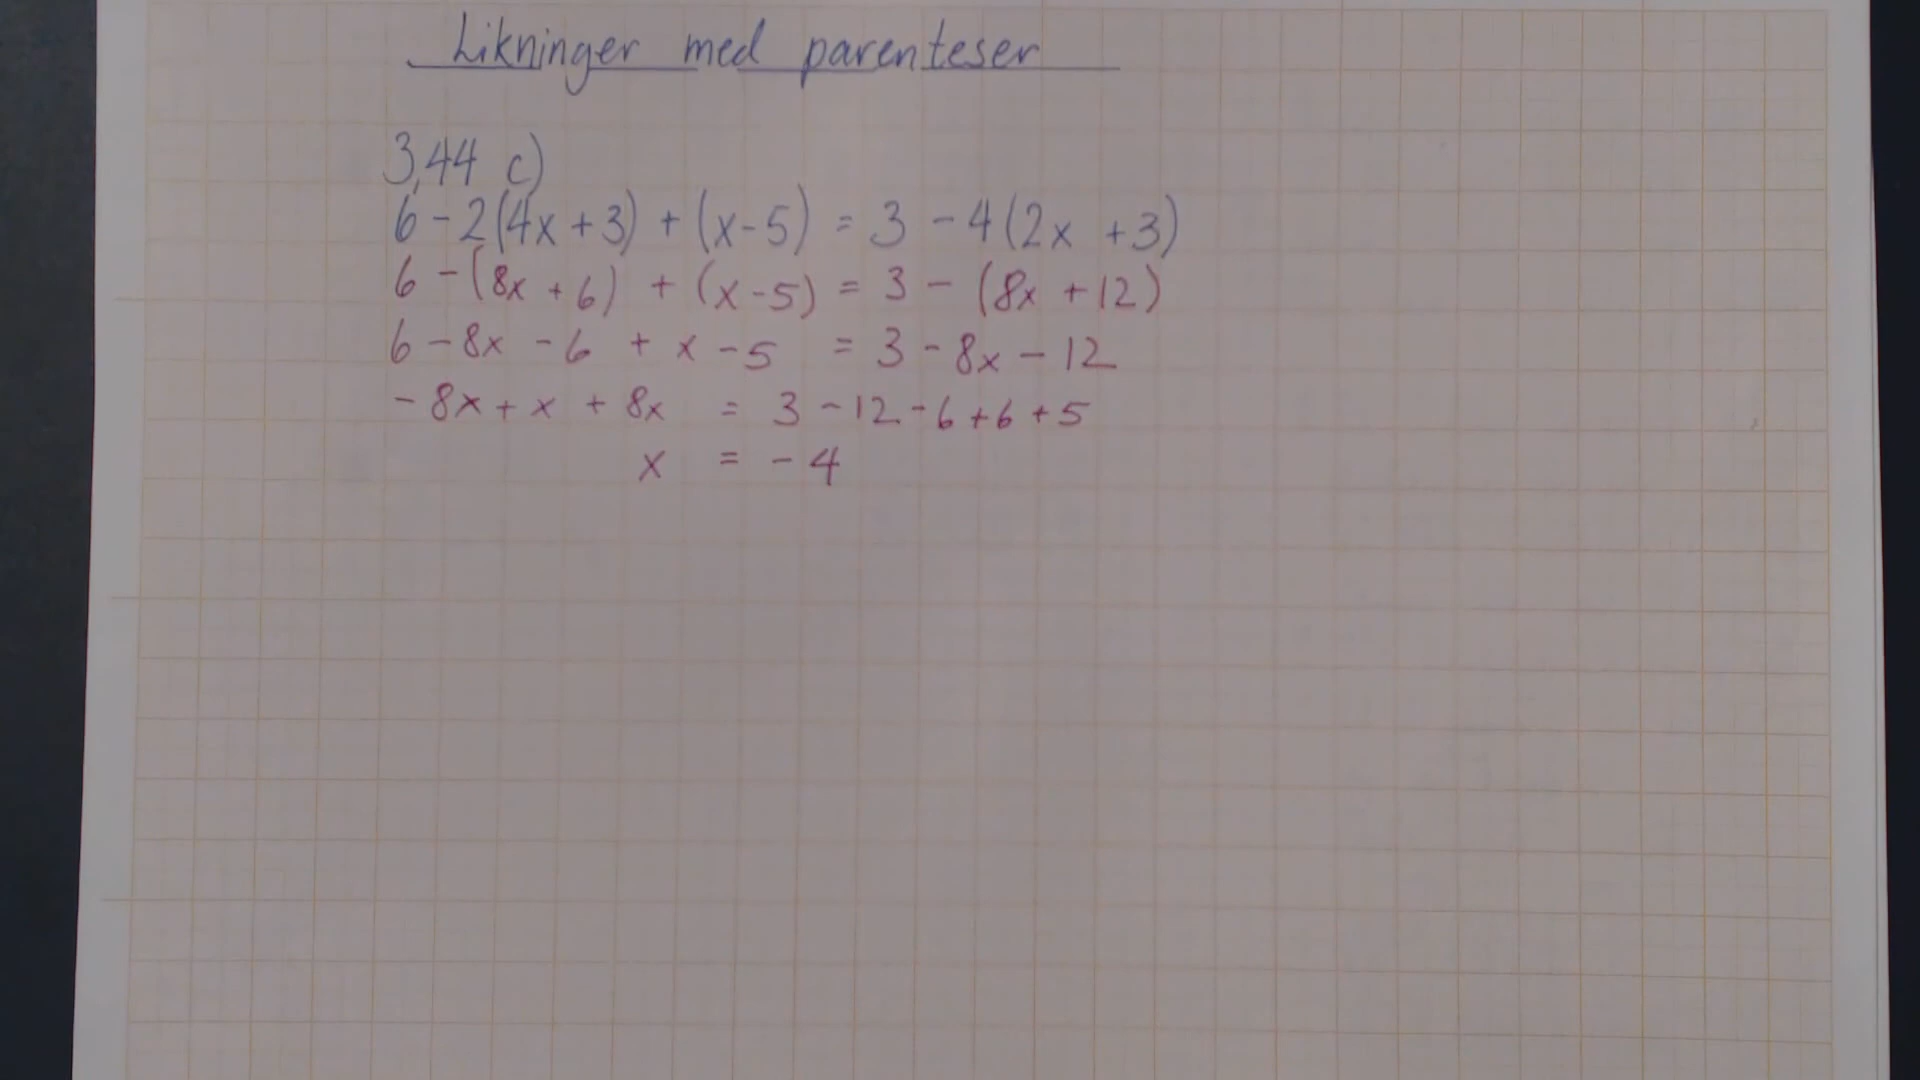 Likninger med parenteser
3,44 c)
6 - 2(4x + 3) + (x - 5) = 3 - 4(2x + 3)
6 - (8x + 6) + (x - 5) = 3 - (8x + 12)
6 - 8x - 6 + x - 5 = 3 - 8x - 12
- 8x + x + 8x = 3 - 12 - 6 + 6 + 5
x = - 4